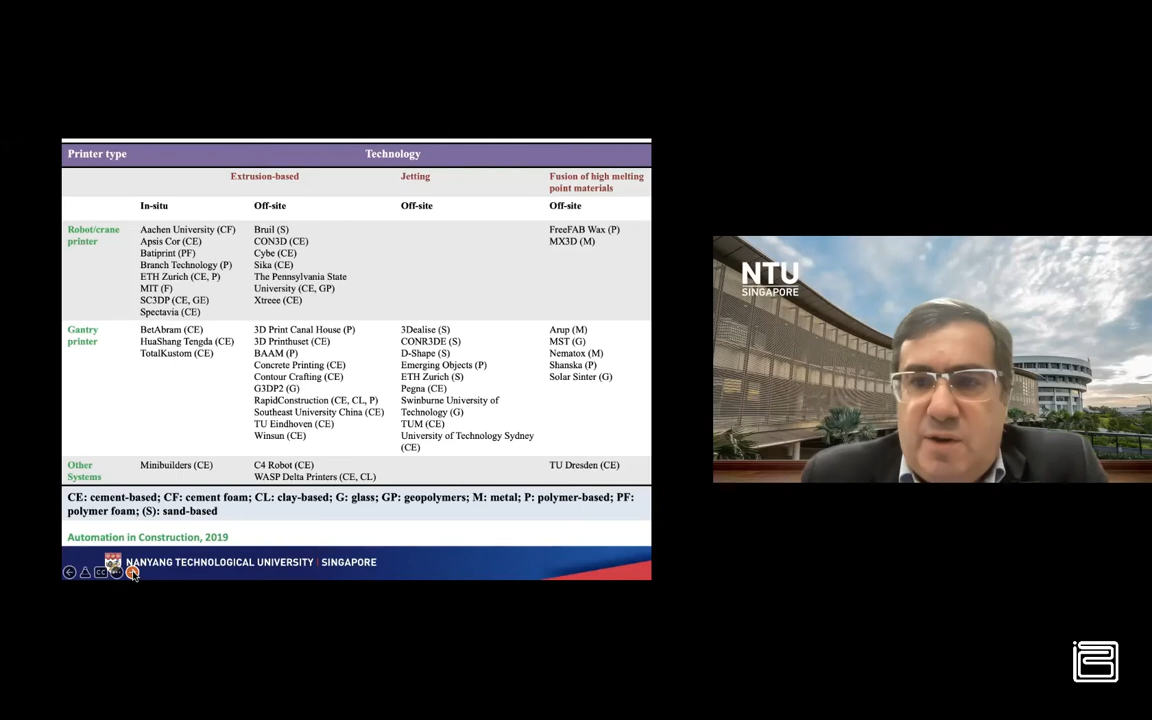 Printer type
Technology
Extrusion-based
Jetting
Fusion of high melting
point materials
In-situ
Off-site
Off-site
Off-site
Robot/crane
printer
Aachen University (CF)
Apsis Cor (CE)
Batiprint (PF)
Branch Technology (P)
ETH Zurich (CE, P)
MIT (F)
SC3DP (CE, GE)
Spectavia (CE)
Bruil (S)
CON3D (CE)
Cybe (CE)
Sika (CE)
The Pennsylvania State
University (CE, GP)
Xtreee (CE)
FreeFAB Wax (P)
MX3D (M)
Gantry
printer
BetAbram (CE)
HuaShang Tengda (CE)
TotalKustom (CE)
3D Print Canal House (P)
3D Printhuset (CE)
BAAM (P)
Concrete Printing (CE)
Contour Crafting (CE)
G3DP2 (G)
RapidConstruction (CE, CL, P)
Southeast University China (CE)
TU Eindhoven (CE)
Winsun (CE)
3Dealise (S)
CONR3DE (S)
D-Shape (S)
Emerging Objects (P)
ETH Zurich (S)
Pegna (CE)
Swinburne University of
Technology (G)
TUM (CE)
University of Technology Sydney
(CE)
Arup (M)
MST (G)
Nematox (M)
Shanska (P)
Solar Sinter (G)
Other
Systems
Minibuilders (CE)
C4 Robot (CE)
WASP Delta Printers (CE, CL)
TU Dresden (CE)
CE: cement-based; CF: cement foam; CL: clay-based; G: glass; GP: geopolymers; M: metal; P: polymer-based; PF:
polymer foam; (S): sand-based
Automation in Construction, 2019
NANYANG TECHNOLOGICAL UNIVERSITY | SINGAPORE
CC
NTU
SINGAPORE